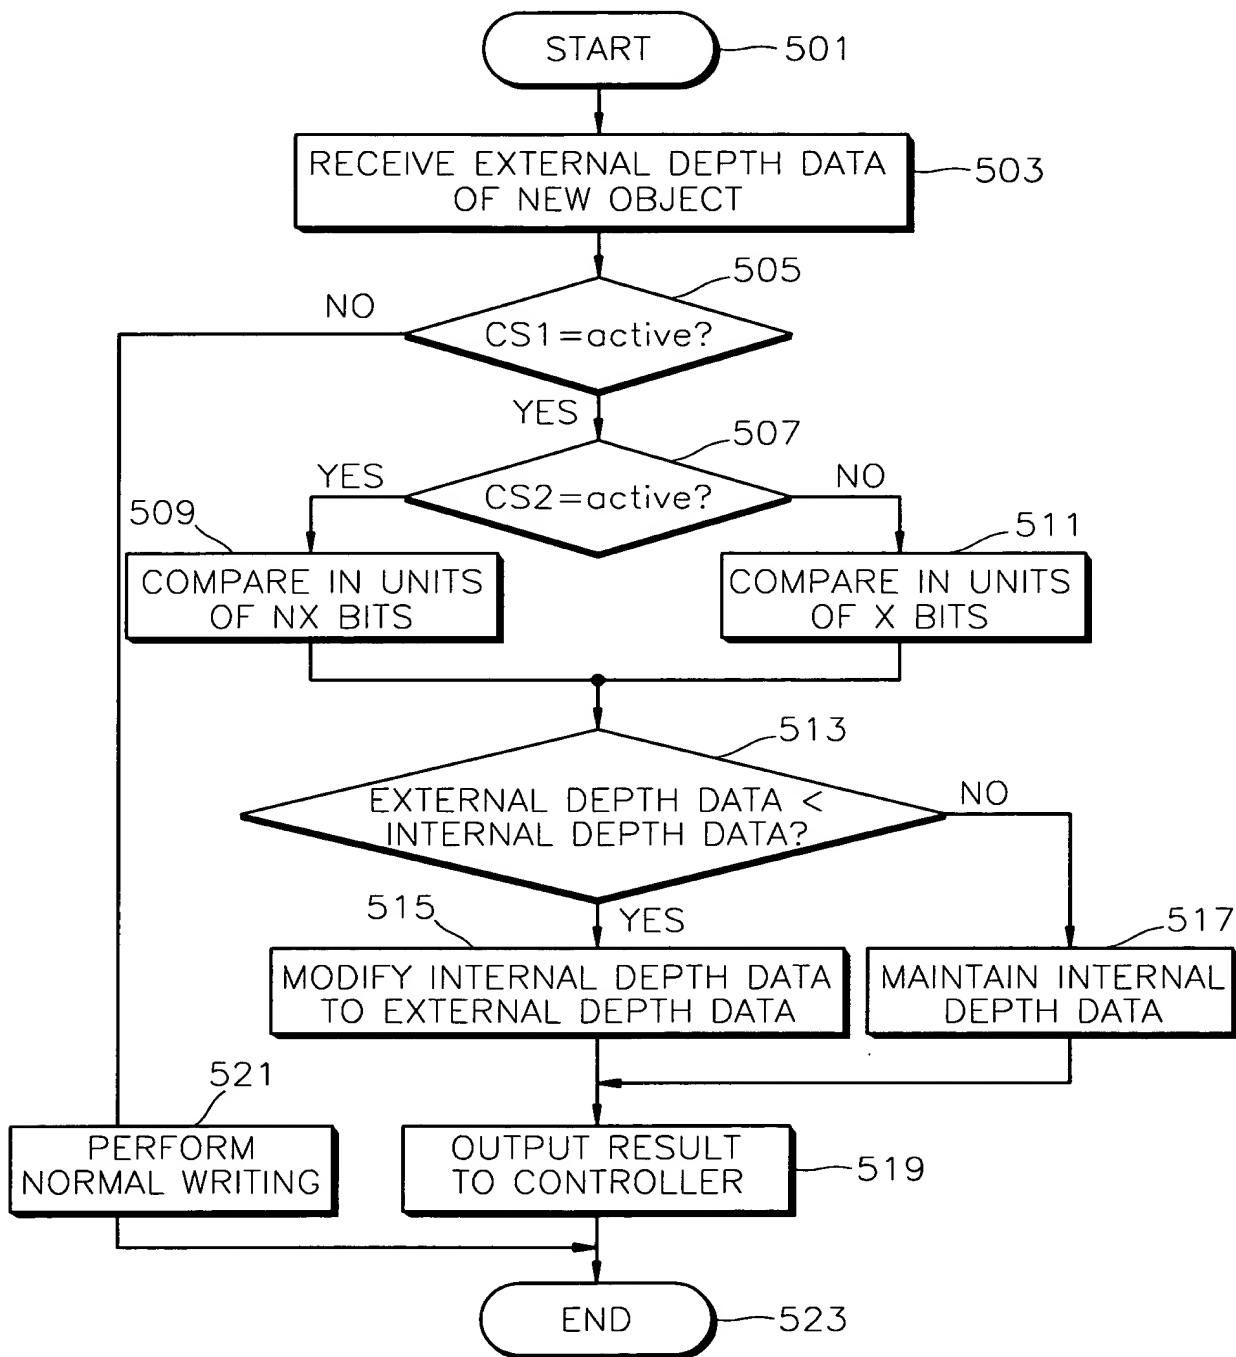 START
501
RECEIVE EXTERNAL DEPTH DATA
OF NEW OBJECT
503
505
NO
CS1=active?
YES
507
YES
CS2=active?
NO
509
511
COMPARE IN UNITS
OF NX BITS
COMPARE IN UNITS
OF X BITS
513
EXTERNAL DEPTH DATA <
INTERNAL DEPTH DATA?
NO
515
YES
517
MODIFY INTERNAL DEPTH DATA
TO EXTERNAL DEPTH DATA
MAINTAIN INTERNAL
DEPTH DATA
521
PERFORM
NORMAL WRITING
OUTPUT RESULT
TO CONTROLLER
519
END
523